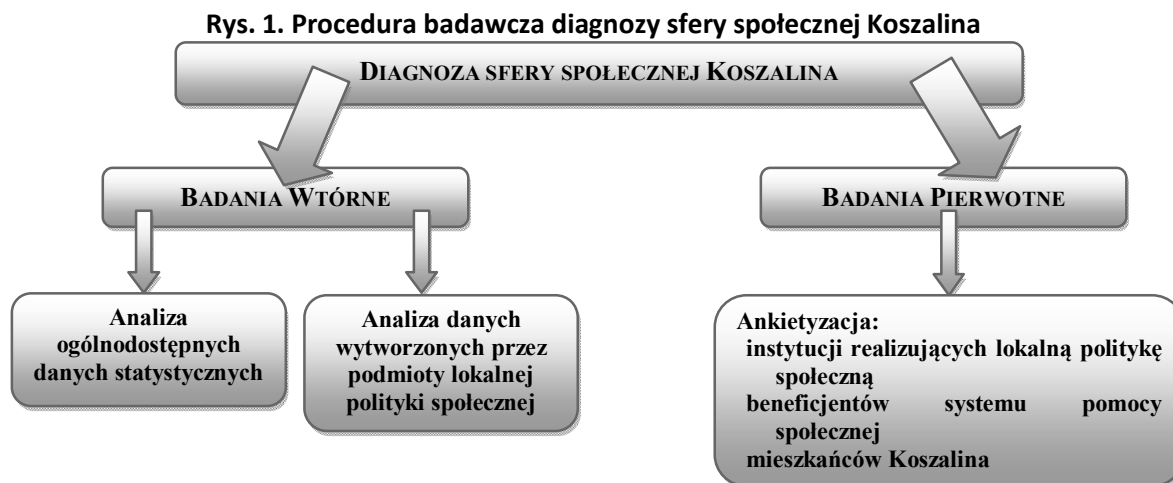 Rys. 1. Procedura badawcza diagnozy sfery społecznej Koszalina
DIAGNOZA SFERY SPOŁECZNEJ KOSZALINA
BADANIA WTÓRNE
BADANIA PIERWOTNE
Analiza
ogólnodostępnych
danych statystycznych
Analiza danych
wytworzonych przez
podmioty lokalnej
polityki społecznej
Ankietyzacja:
instytucji realizujących lokalną politykę
społeczną
beneficjentów systemu pomocy
społecznej
mieszkańców Koszalina